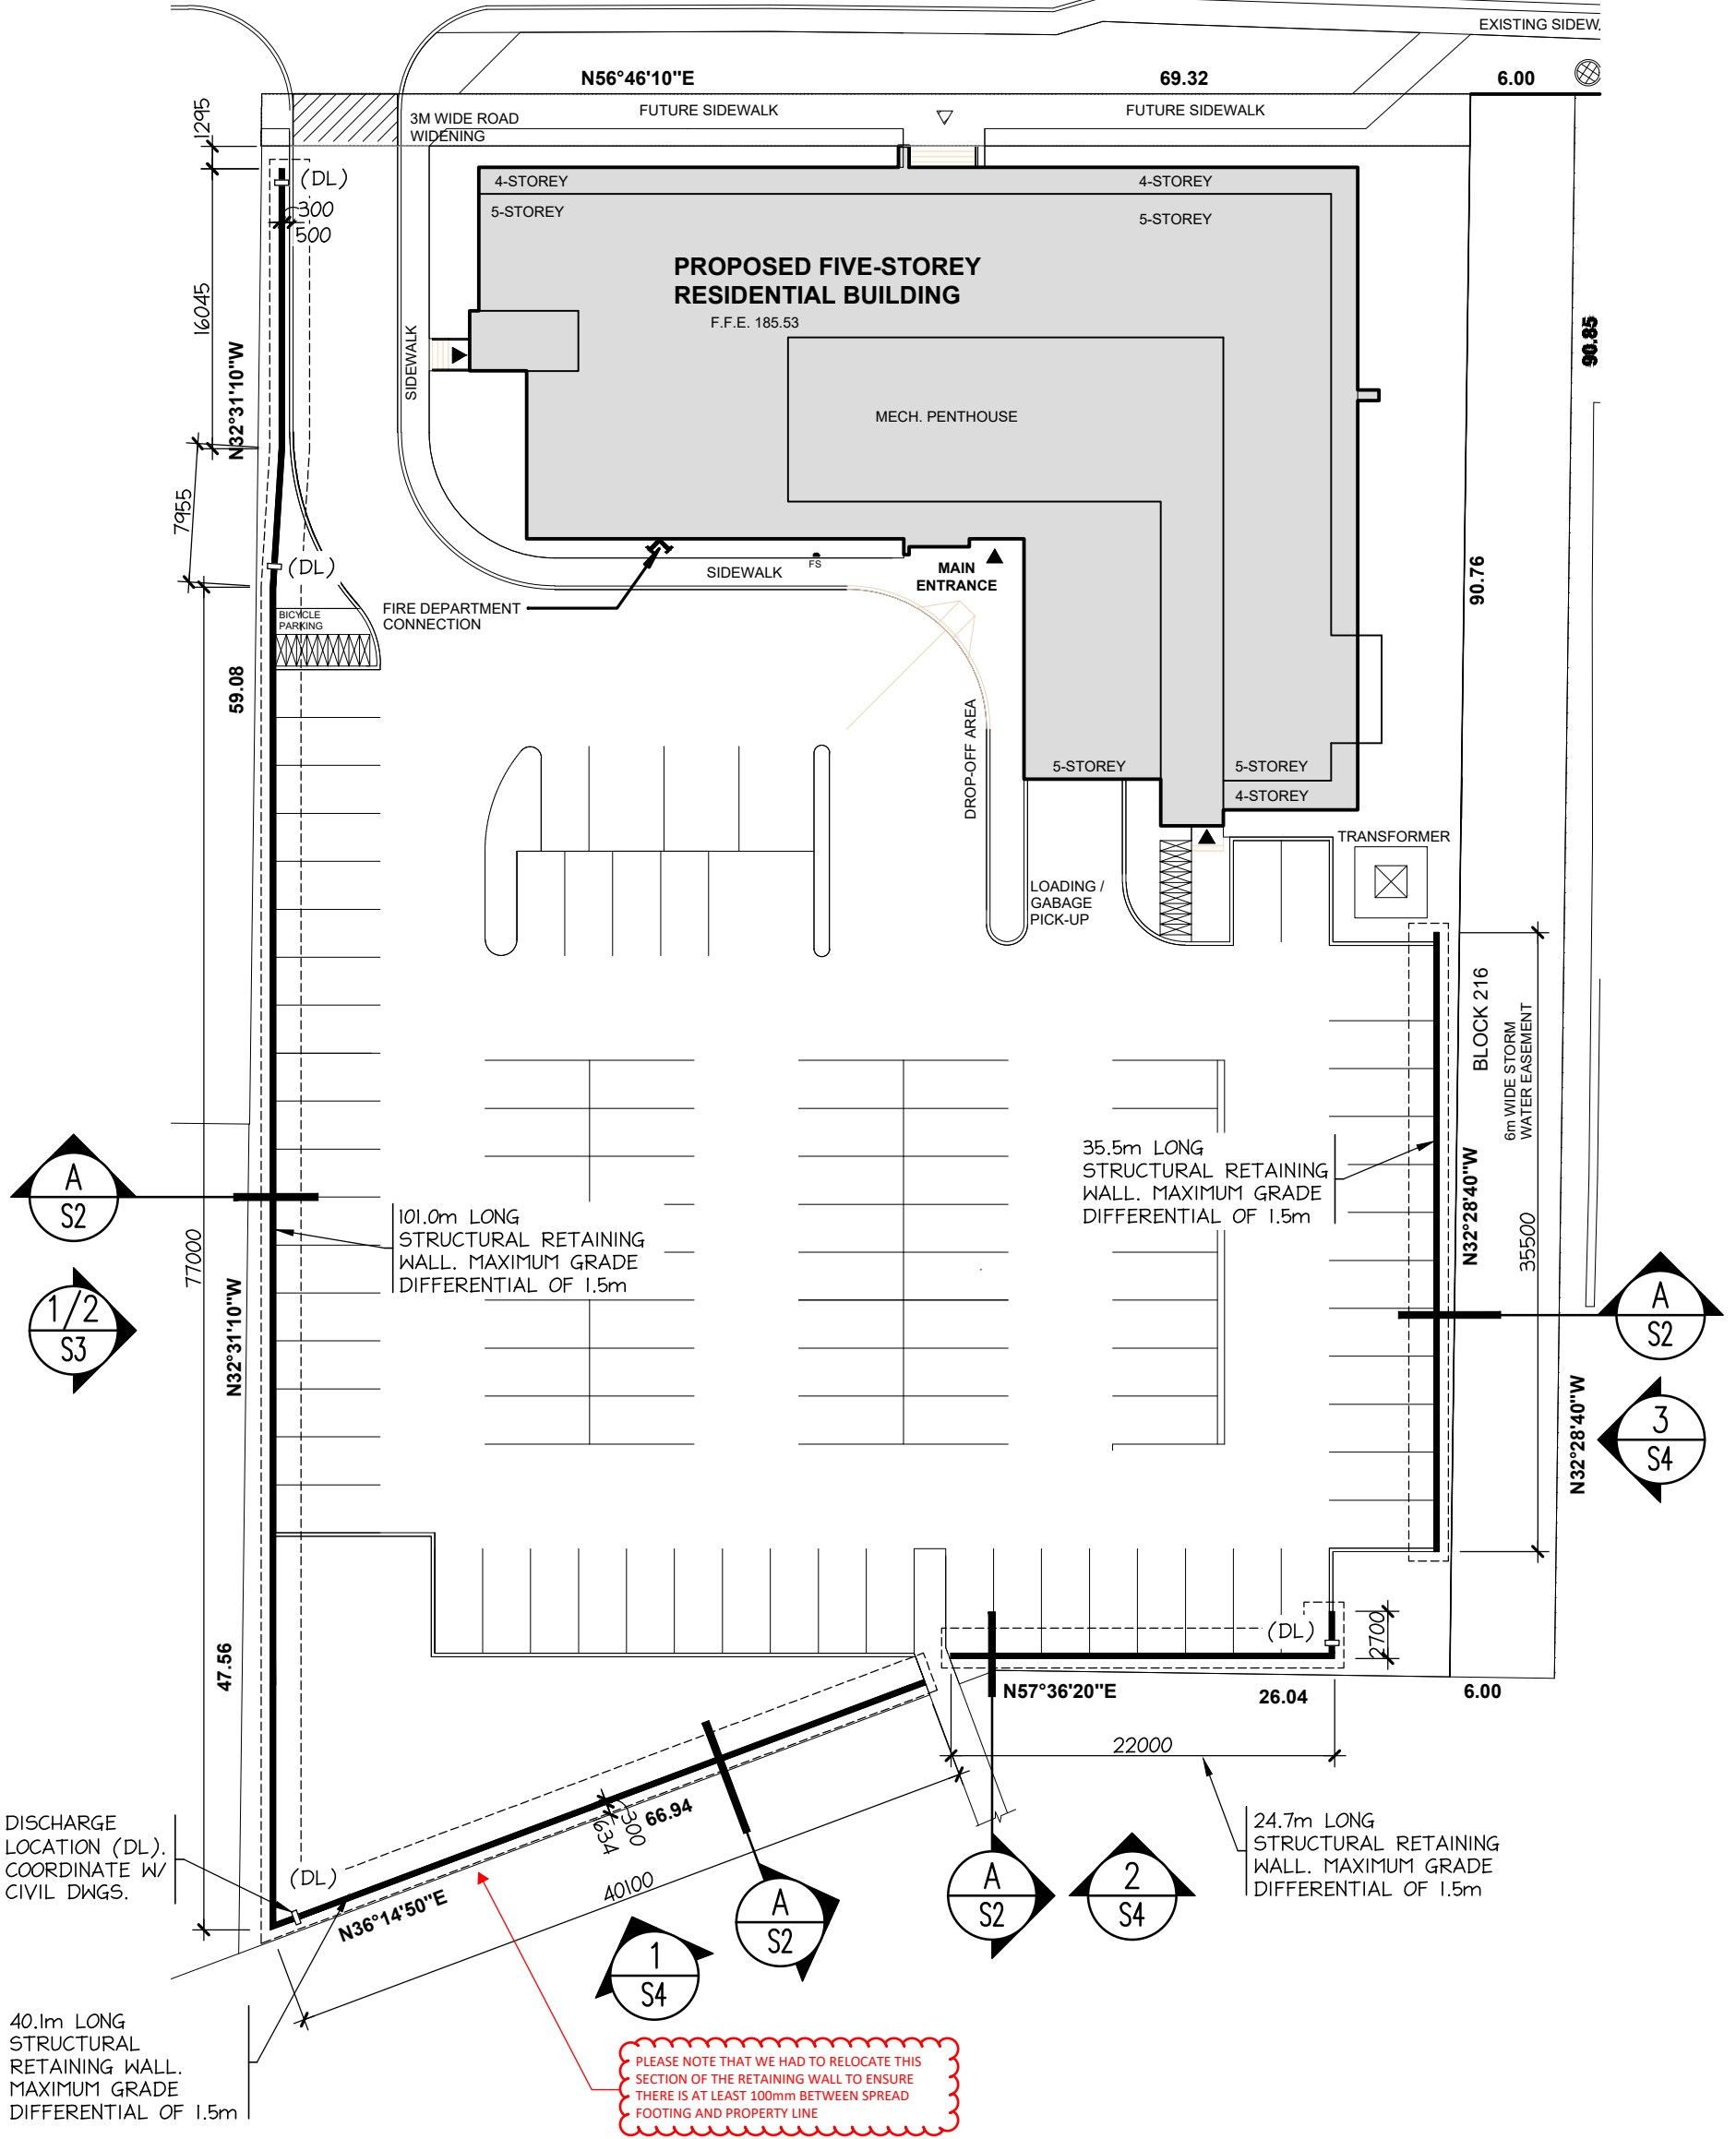 EXISTING SIDEW
N56°46'10"E
69.32
6.00
1295
3M WIDE ROAD
WIDENING
FUTURE SIDEWALK
FUTURE SIDEWALK
(DL)
300
500
4-STOREY
4-STOREY
5-STOREY
5-STOREY
PROPOSED FIVE-STOREY
RESIDENTIAL BUILDING
F.F.E. 185.53
16045
N32°31'10"W
SIDEWALK
MECH. PENTHOUSE
90.85
7955
(DL)
SIDEWALK
FS
MAIN
ENTRANCE
90.76
BICYCLE
PARKING
FIRE DEPARTMENT
CONNECTION
59.08
DROP-OFF AREA
5-STOREY
5-STOREY
4-STOREY
TRANSFORMER
LOADING /
GABAGE
PICK-UP
BLOCK 216
6m WIDE STORM
WATER EASEMENT
35500
N32°28'40"W
35.5m LONG
STRUCTURAL RETAINING
WALL. MAXIMUM GRADE
DIFFERENTIAL OF 1.5m
A
S2
101.0m LONG
STRUCTURAL RETAINING
WALL. MAXIMUM GRADE
DIFFERENTIAL OF 1.5m
77000
1/2
S3
N32°31'10"W
A
S2
3
S4
N32°28'40"W
47.56
(DL)
2700
N57°36'20"E
26.04
6.00
22000
DISCHARGE
LOCATION (DL).
COORDINATE W/
CIVIL DWGS.
(DL)
300
634
66.94
40100
N36°14'50"E
A
S2
1
S4
A
S2
2
S4
24.7m LONG
STRUCTURAL RETAINING
WALL. MAXIMUM GRADE
DIFFERENTIAL OF 1.5m
40.1m LONG
STRUCTURAL
RETAINING WALL.
MAXIMUM GRADE
DIFFERENTIAL OF 1.5m
PLEASE NOTE THAT WE HAD TO RELOCATE THIS
SECTION OF THE RETAINING WALL TO ENSURE
THERE IS AT LEAST 100mm BETWEEN SPREAD
FOOTING AND PROPERTY LINE